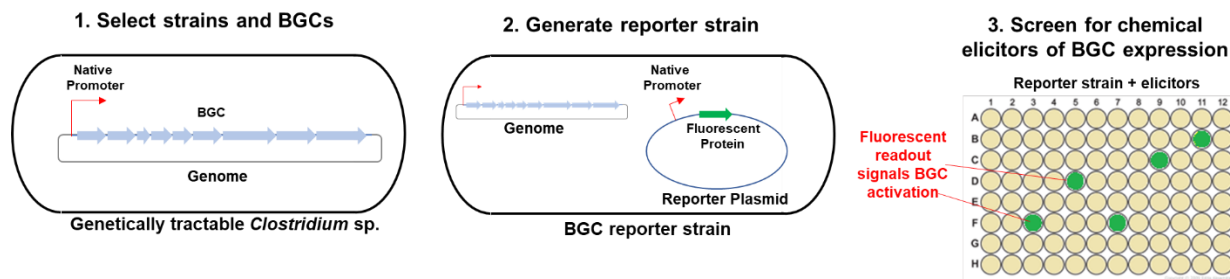 1. Select strains and BGCs
Native
Promoter
BGC
Genome
Genetically tractable Clostridium sp.
2. Generate reporter strain
Native
Promoter
Genome
Fluorescent
Protein
Reporter Plasmid
BGC reporter strain
3. Screen for chemical
elicitors of BGC expression
Reporter strain + elicitors
1 2 3 4 5 6 7 8 9 10 11 12
A
B
C
D
E
F
G
H
Fluorescent
readout
signals BGC
activation